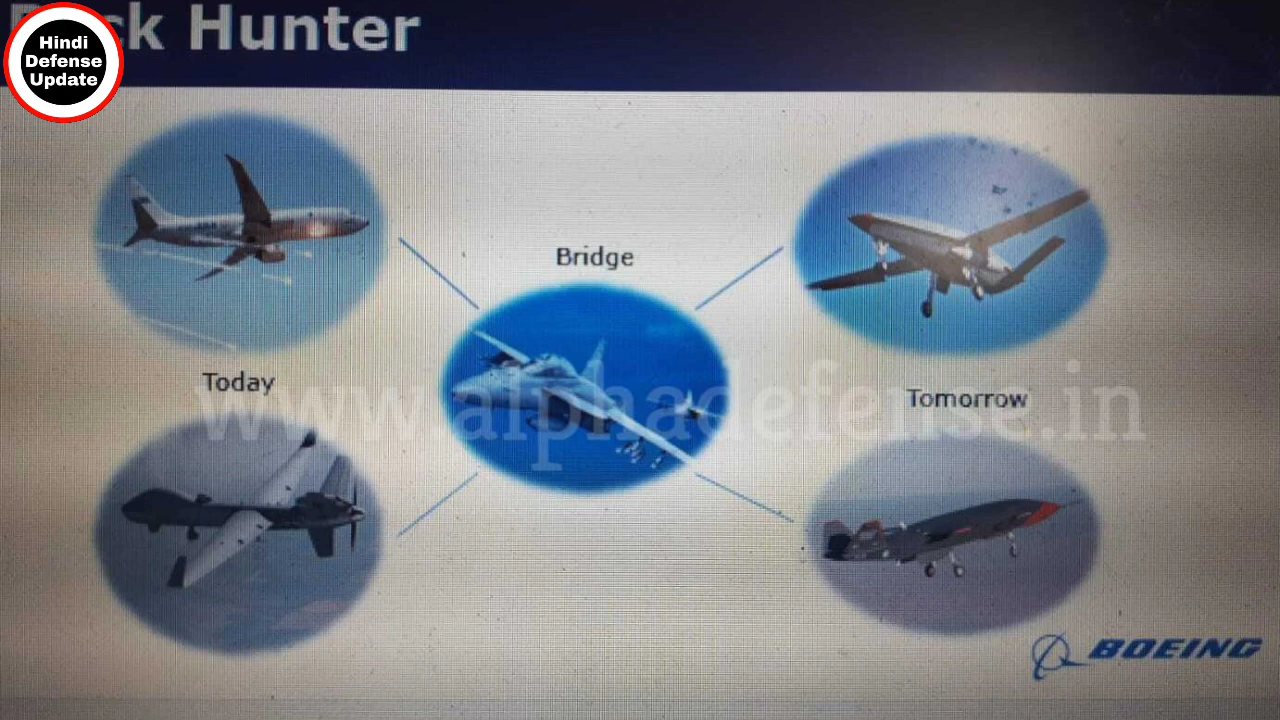 Hunter
Hindi
Defense
Update
Bridge
Today
Tomorrow
www.alphadefense.in
BOEING